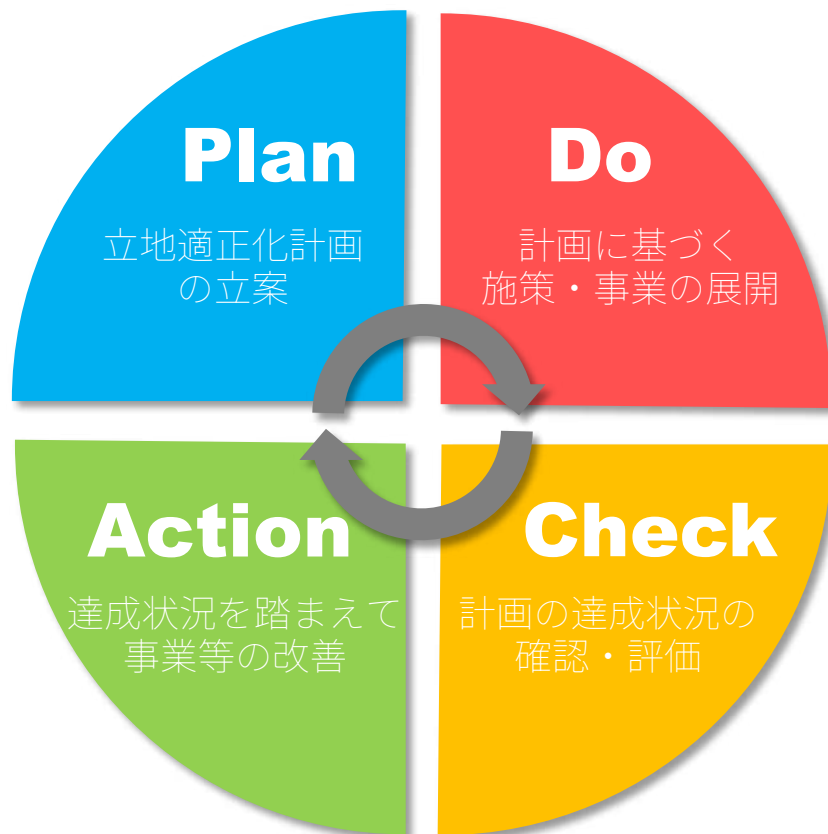 Plan
立地適正化計画
の立案
Do
計画に基づく
施策・事業の展開
Action
達成状況を踏まえて
事業等の改善
Check
計画の達成状況の
確認・評価